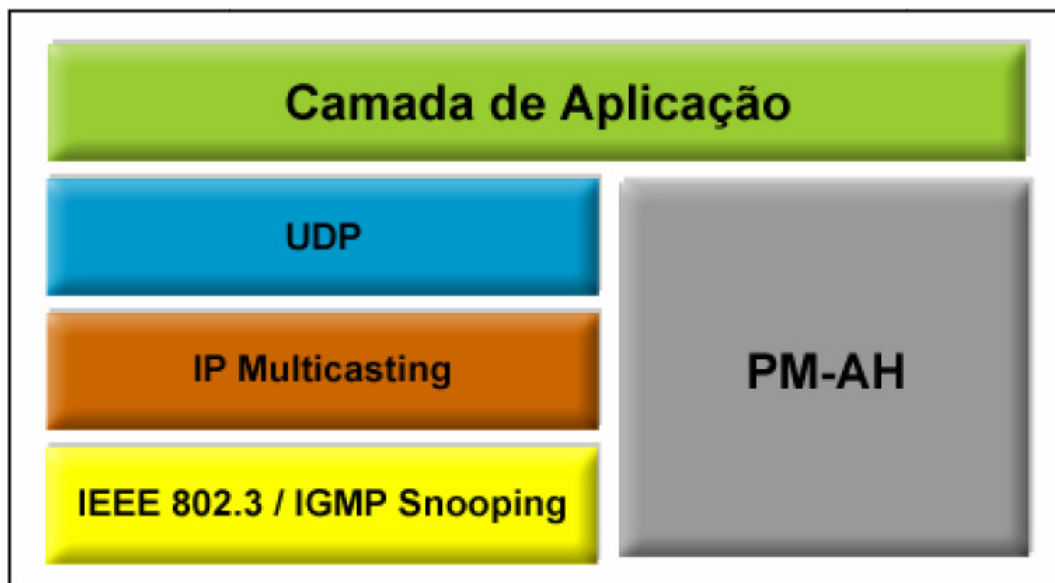 Camada de Aplicação
UDP
IP Multicasting
IEEE 802.3 / IGMP Snooping
PM-AH